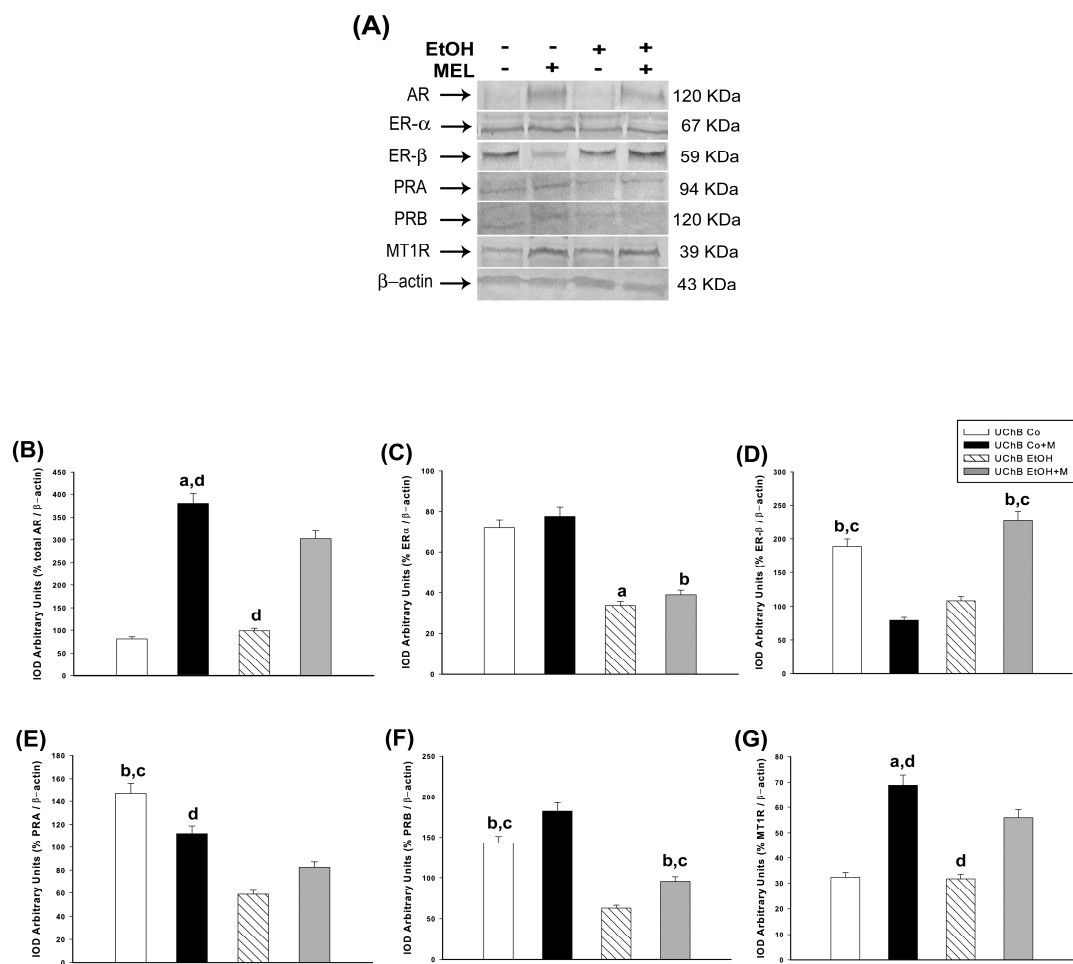 (A)
EtOH - - + +
MEL - + - +
AR 120 KDa
ER-α 67 KDa
ER-β 59 KDa
PRA 94 KDa
PRB 120 KDa
MT1R 39 KDa
β-actin 43 KDa
UChB Co
UChB Co+M
UChB EtOH
UChB EtOH+M
(B)
IOD Arbitrary Units (% total AR / β-actin)
450
400
350
300
250
200
150
100
50
0
a,d
d
(C)
IOD Arbitrary Units (% ER-α / β-actin)
100
80
60
40
20
0
a
b
(D)
IOD Arbitrary Units (% ER-β / β-actin)
300
250
200
150
100
50
0
b,c
b,c
(E)
IOD Arbitrary Units (% PRA / β-actin)
180
160
140
120
100
80
60
40
20
0
b,c
d
(F)
IOD Arbitrary Units (% PRB / β-actin)
250
200
150
100
50
0
b,c
b,c
(G)
IOD Arbitrary Units (% MT1R / β-actin)
80
70
60
50
40
30
20
10
0
a,d
d